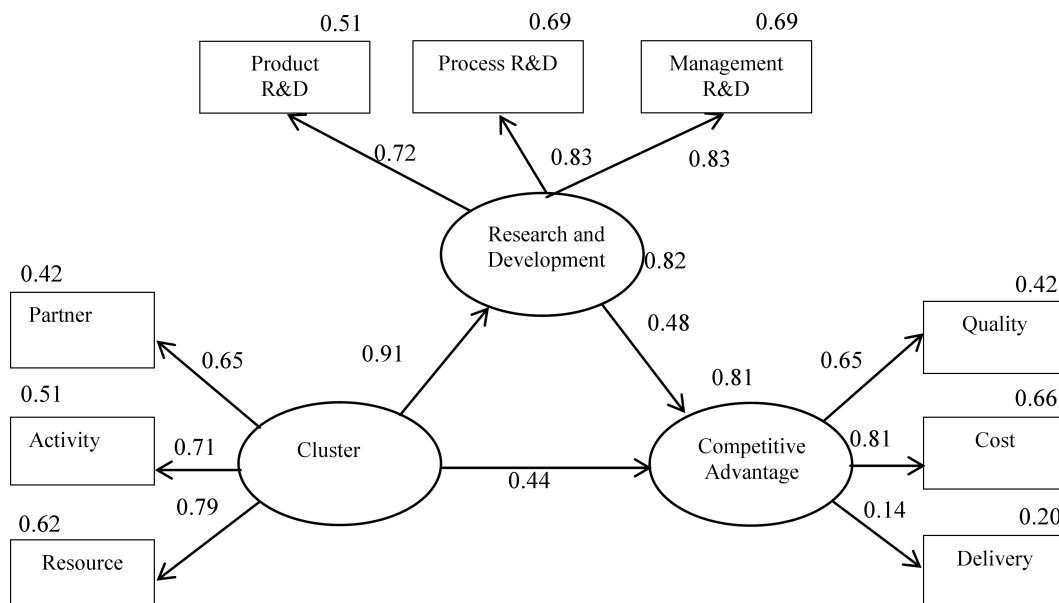 0.51
0.69
0.69
Product
R&D
Process R&D
Management
R&D
0.72
0.83
0.83
Research and
Development
0.82
0.42
Partner
0.65
0.91
0.48
0.42
Quality
0.65
0.81
0.51
Activity
0.71
Cluster
0.44
Competitive
Advantage
0.81
0.66
Cost
0.79
0.62
Resource
0.14
0.20
Delivery